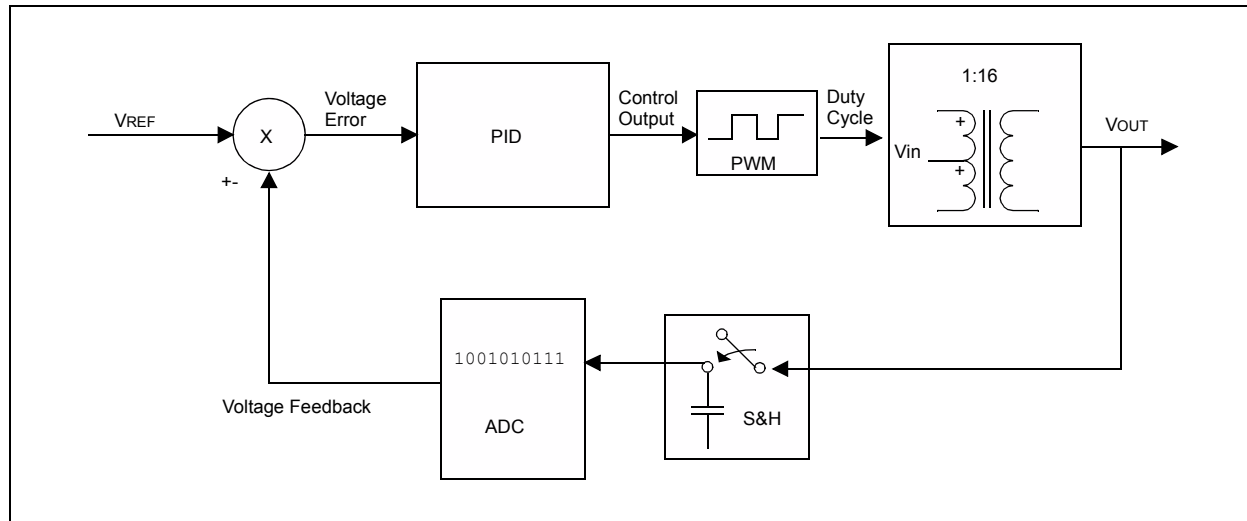 VREF
X
+-
Voltage
Error
PID
Control
Output
PWM
Duty
Cycle
1:16
+
Vin
+
VOUT
1001010111
ADC
S&H
Voltage Feedback